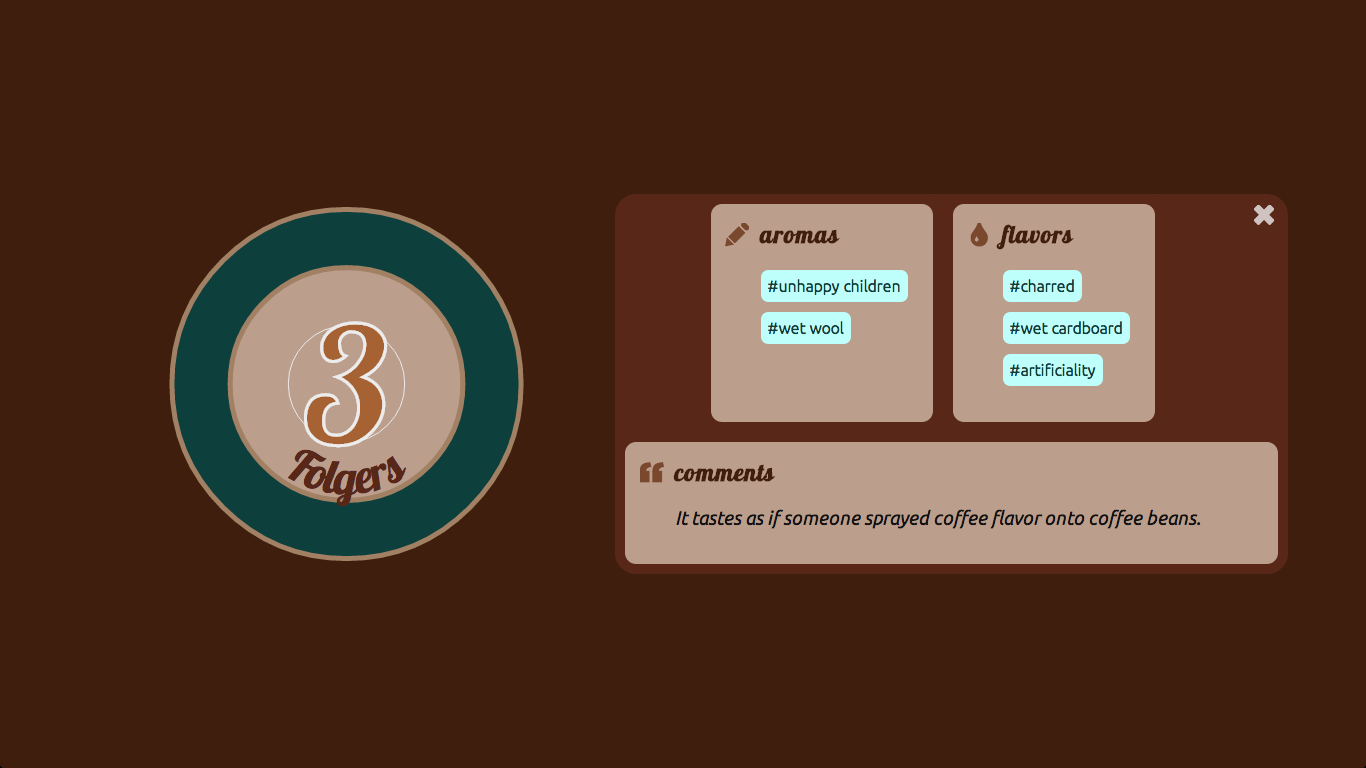 3
Folgers
aromas
#unhappy children
#wet wool
flavors
#charred
#wet cardboard
#artificiality
comments
It tastes as if someone sprayed coffee flavor onto coffee beans.